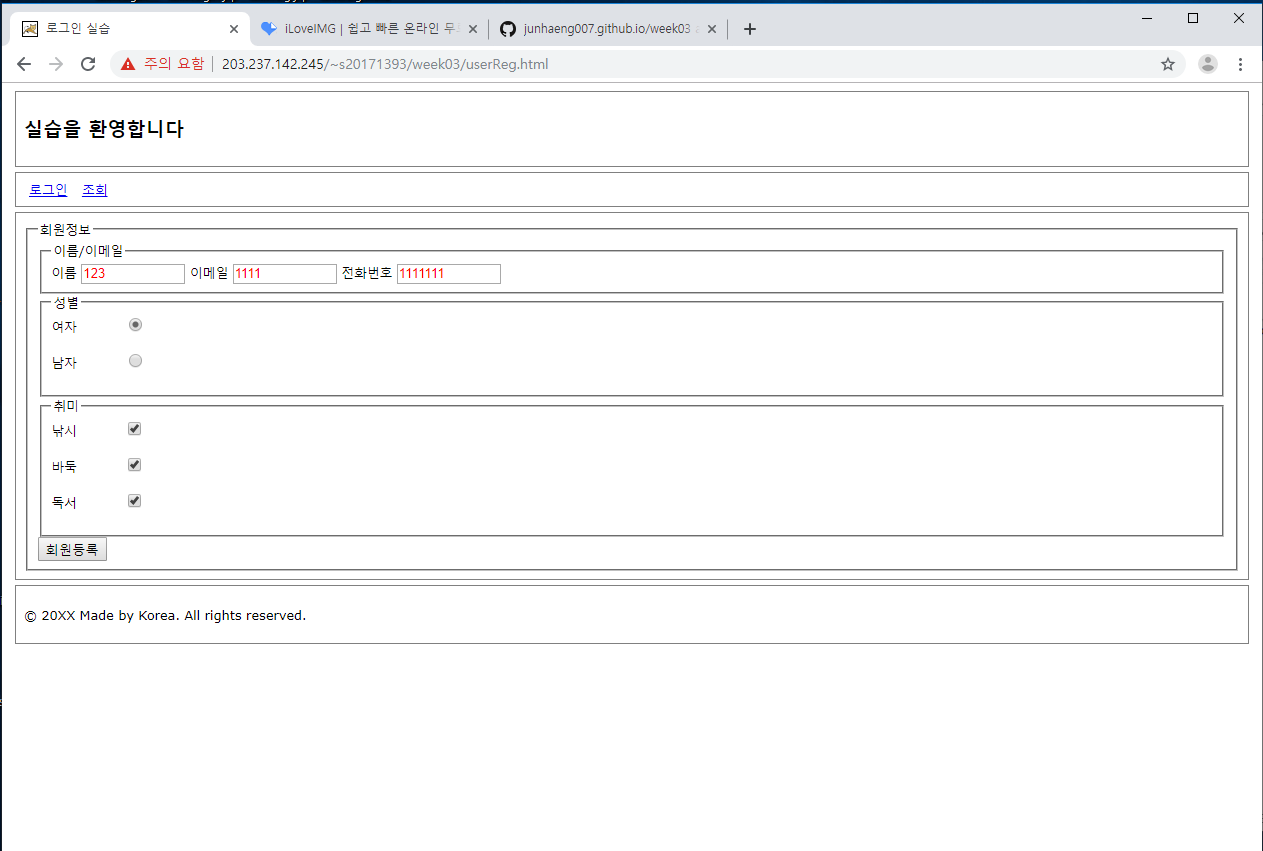 로그인 실습
iLoveIMG | 쉽고 빠른 온라인 무
junhaeng007.github.io/week03
주의 요함 | 203.237.142.245/~s20171393/week03/userReg.html
실습을 환영합니다
로그인 조회
회원정보
이름/이메일
이름 123 이메일 1111 전화번호 1111111
성별
여자
남자
취미
낚시
바둑
독서
회원등록
© 20XX Made by Korea. All rights reserved.